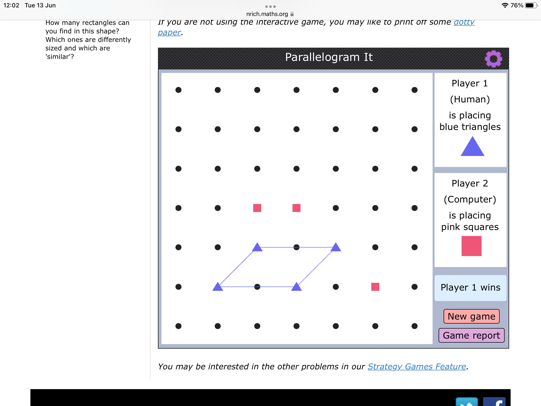 12:02 Tue 13 Jun
76%
nrich.maths.org
How many rectangles can
you find in this shape?
Which ones are differently
sized and which are
'similar'?
If you are not using the interactive game, you may like to print off some dotty
paper.
Parallelogram It
Player 1
(Human)
is placing
blue triangles
Player 2
(Computer)
is placing
pink squares
Player 1 wins
New game
Game report
You may be interested in the other problems in our Strategy Games Feature.